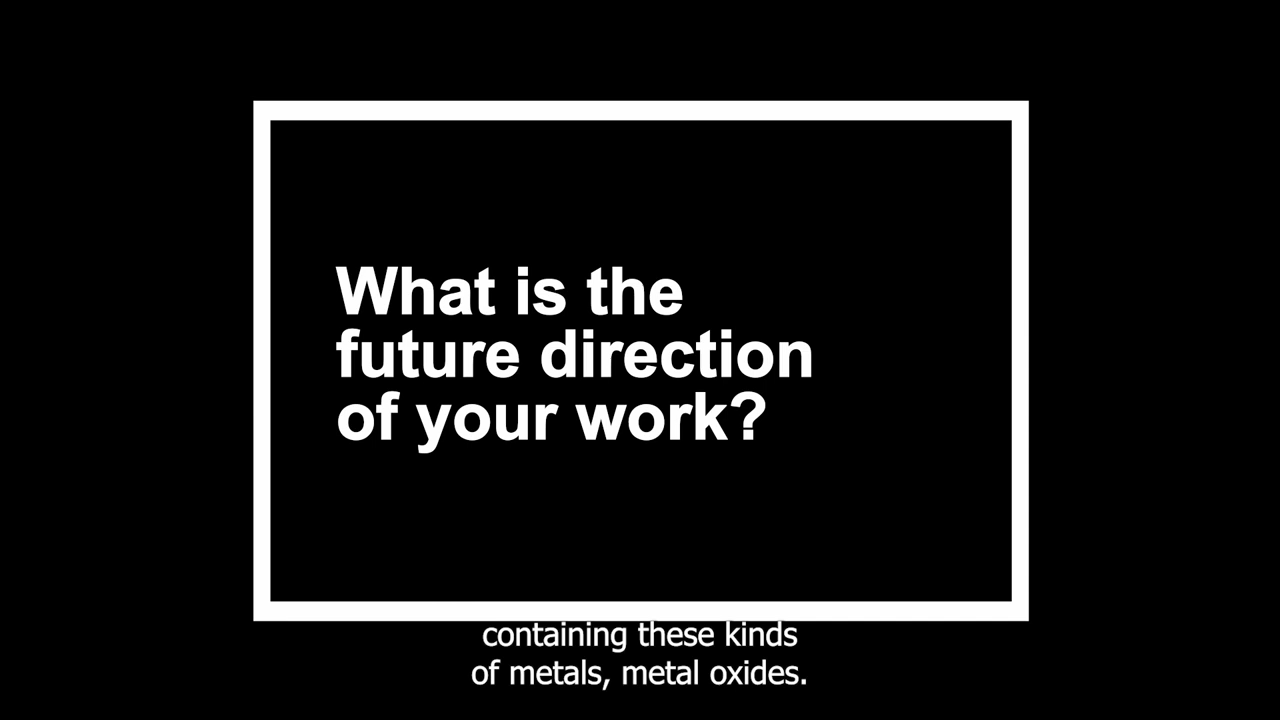 What is the
future direction
of your work?
containing these kinds
of metals, metal oxides.